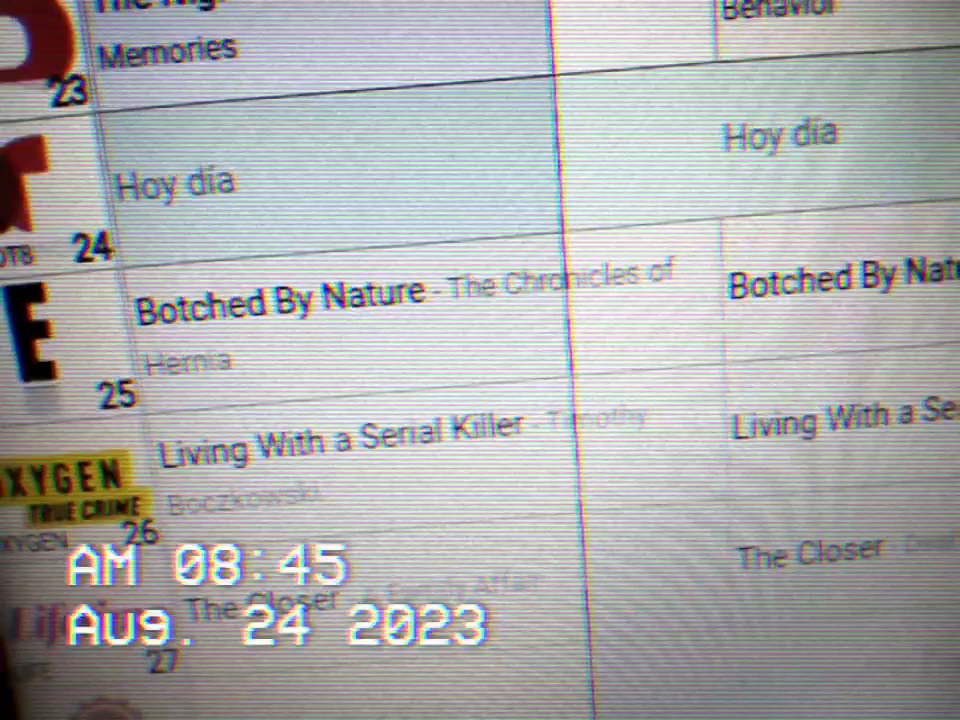 Behavior
Memories
23
Hoy día
Hoy día
24
Botched By Nature - The Chronicles of
Hernia
Botched By
E
25
Living With a Serial Killer - Timothy
Boczkowski
Living With a
OXYGEN
TRUE CRIME
26
The Closer
AM 08:45
The Closer - A Family Affair
Aug. 24 2023
27